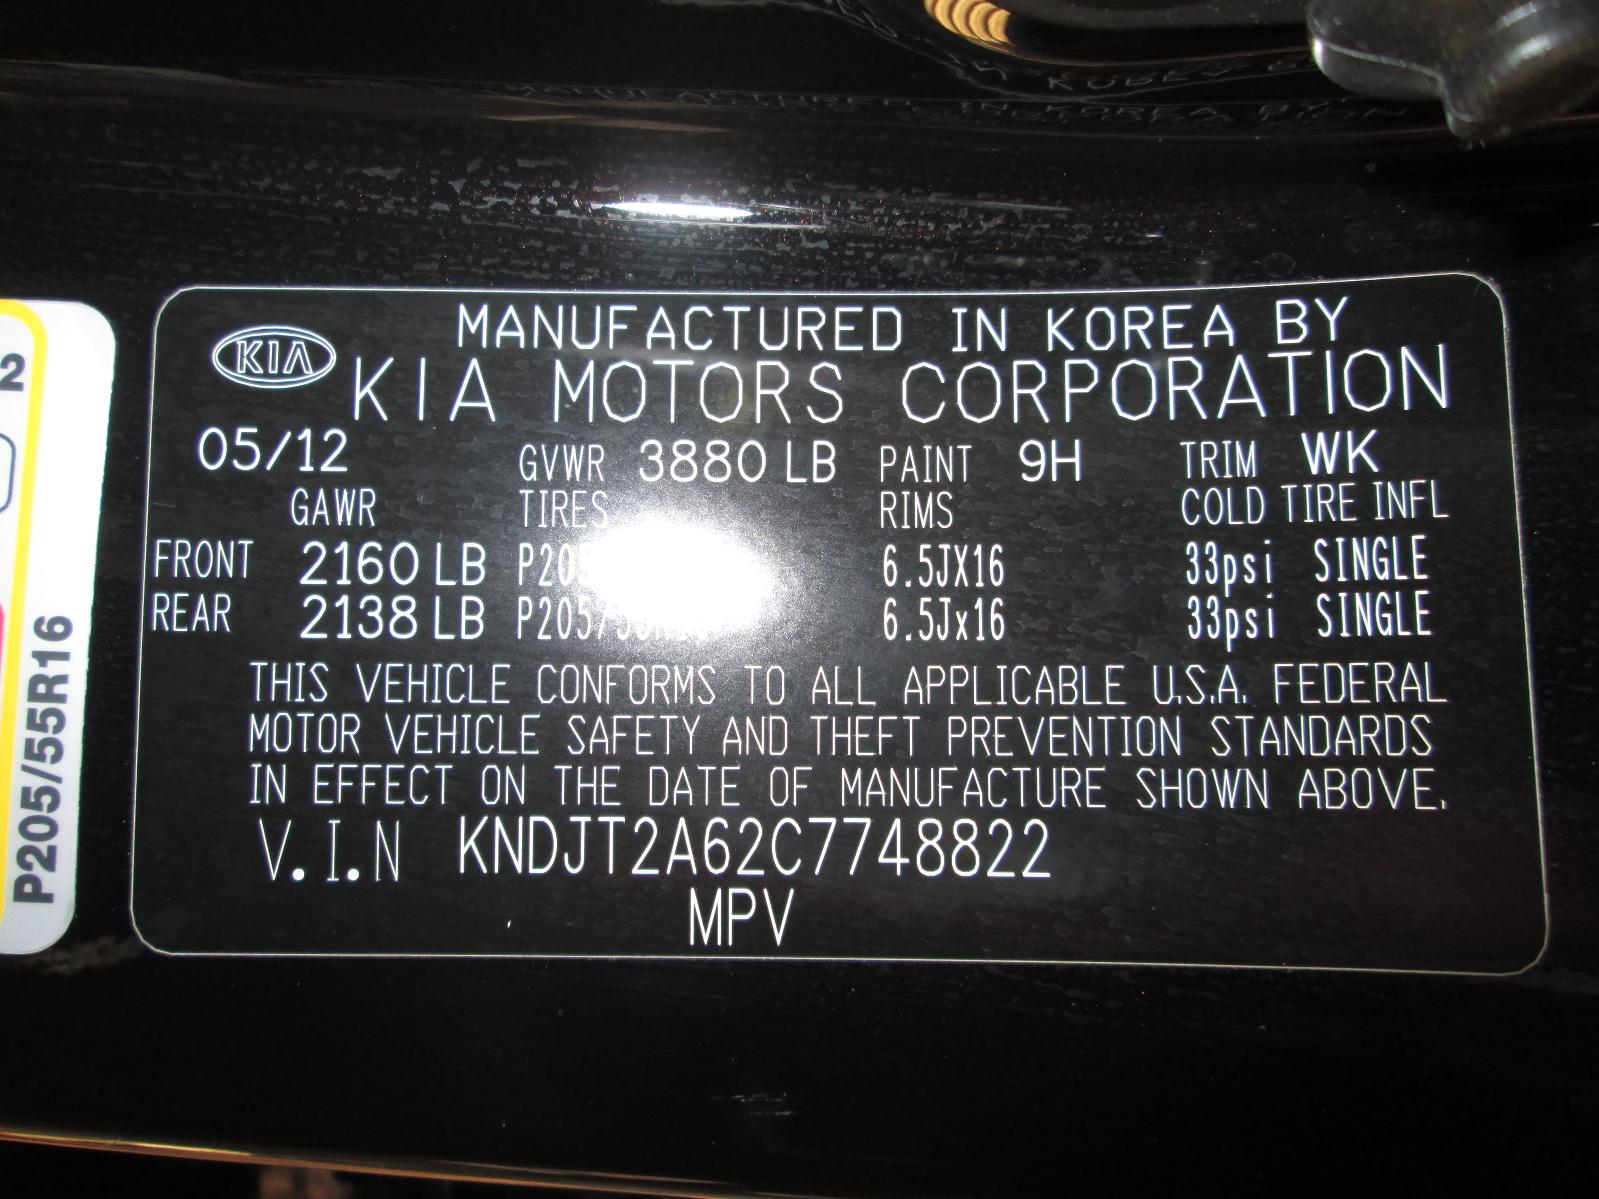 MANUFACTURED IN KOREA BY
KIA KIA MOTORS CORPORATION
05/12 GVWR 3880 LB PAINT 9H TRIM WK
GAWR TIRES RIMS COLD TIRE INFL
FRONT 2160 LB 6.5JX16 33psi SINGLE
REAR 2138 LB P205/55R16 6.5Jx16 33psi SINGLE
THIS VEHICLE CONFORMS TO ALL APPLICABLE U.S.A. FEDERAL
MOTOR VEHICLE SAFETY AND THEFT PREVENTION STANDARDS
IN EFFECT ON THE DATE OF MANUFACTURE SHOWN ABOVE.
V.I.N KNDJT2A62C7748822
MPV
P205/55R16
2